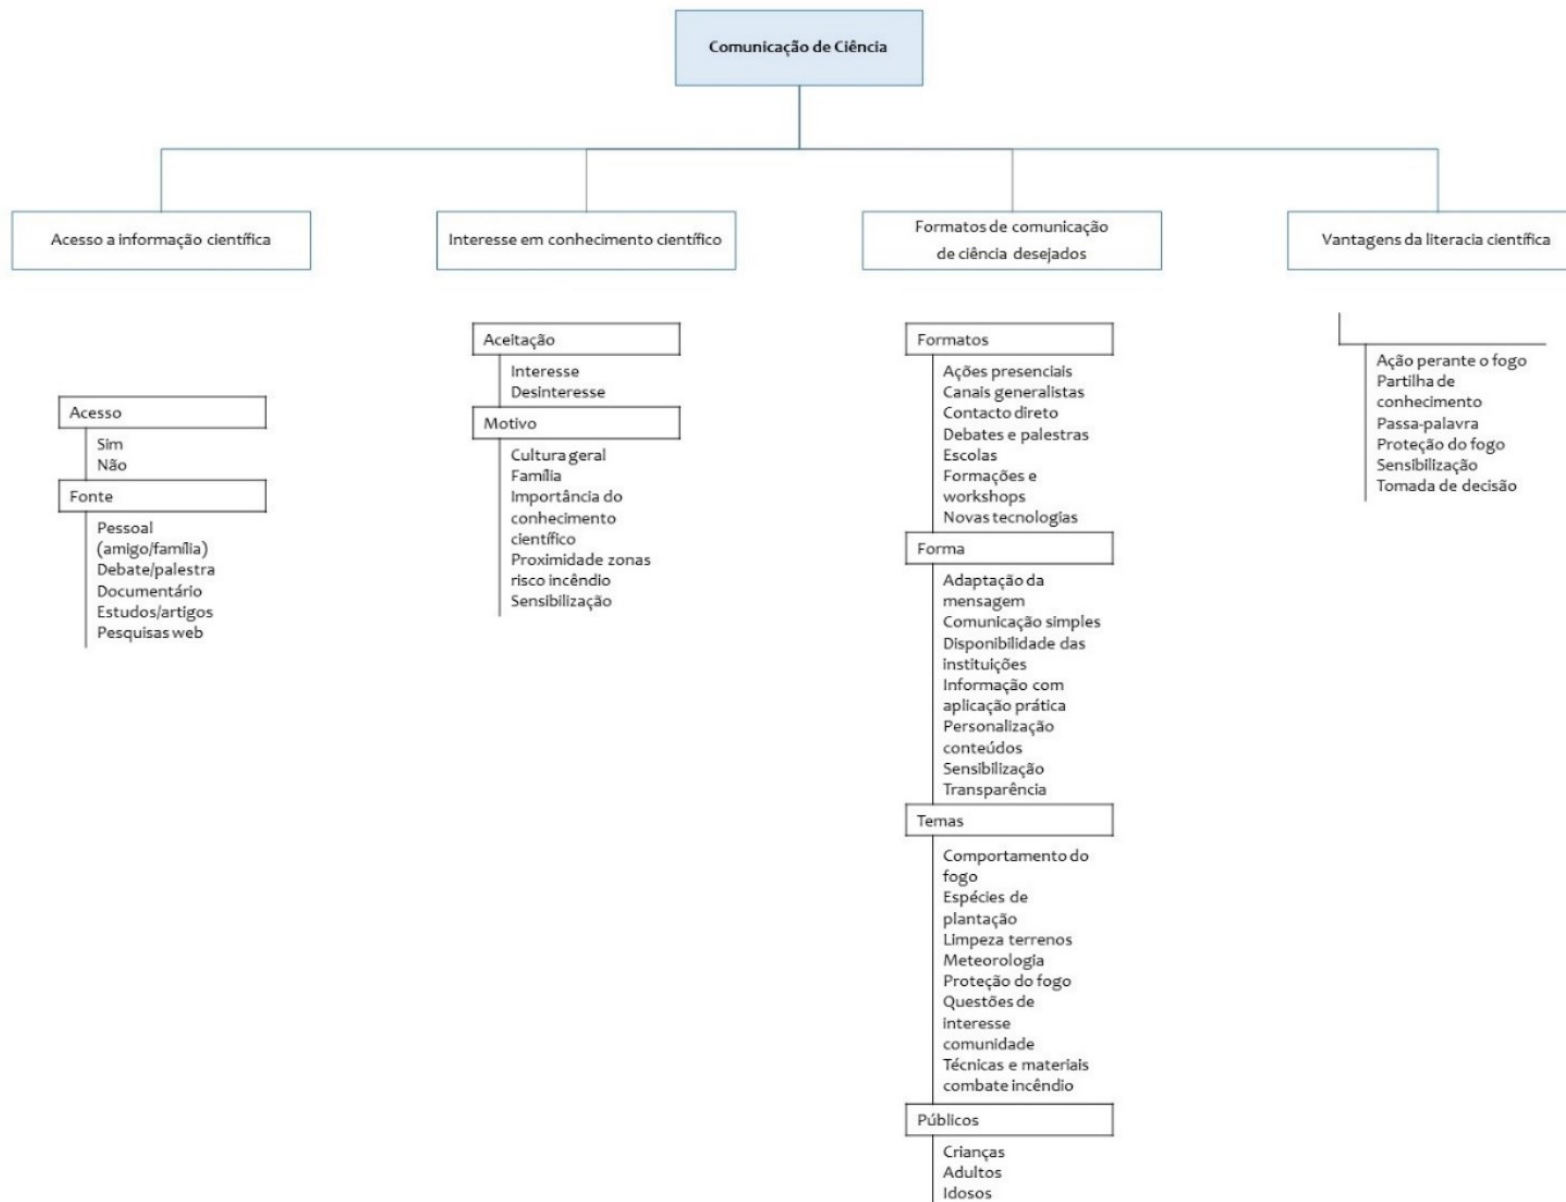 Comunicação de Ciência
Acesso a informação científica
Acesso
Sim
Não
Fonte
Pessoal
(amigo/família)
Debate/palestra
Documentário
Estudos/artigos
Pesquisas web
Interesse em conhecimento científico
Aceitação
Interesse
Desinteresse
Motivo
Cultura geral
Família
Importância do
conhecimento
científico
Proximidade zonas
risco incêndio
Sensibilização
Formatos de comunicação
de ciência desejados
Formatos
Ações presenciais
Canais generalistas
Contacto direto
Debates e palestras
Escolas
Formações e
workshops
Novas tecnologias
Forma
Adaptação da
mensagem
Comunicação simples
Disponibilidade das
instituições
Informação com
aplicação prática
Personalização
conteúdos
Sensibilização
Transparência
Temas
Comportamento do
fogo
Espécies de
plantação
Limpeza terrenos
Meteorologia
Proteção do fogo
Questões de
interesse
comunidade
Técnicas e materiais
combate incêndio
Públicos
Crianças
Adultos
Idosos
Vantagens da literacia científica
Ação perante o fogo
Partilha de
conhecimento
Passa-palavra
Proteção do fogo
Sensibilização
Tomada de decisão